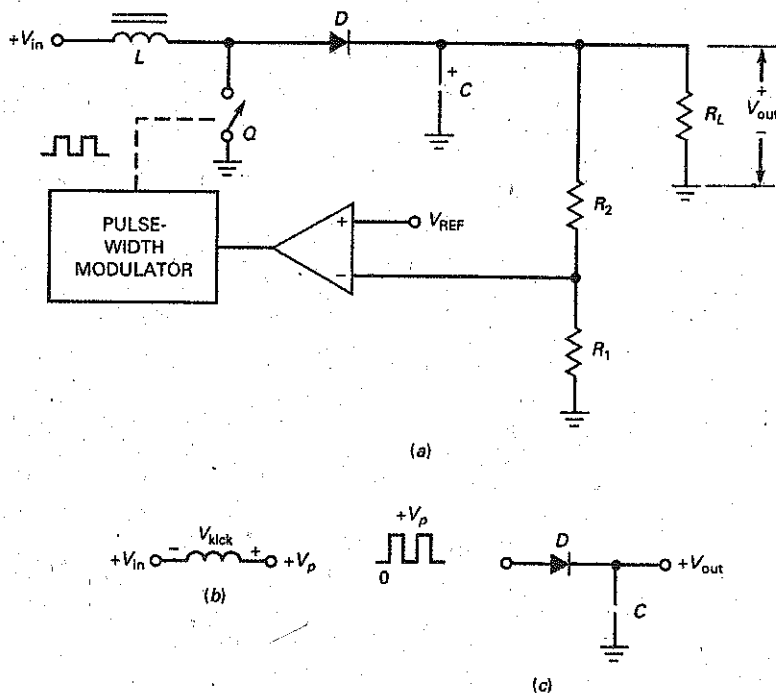 D
+Vin
L
+
C
RL
+
Vout
−
Q
R2
PULSE-
WIDTH
MODULATOR
+
VREF
−
R1
(a)
Vkick
+Vin
−
+
+Vp
(b)
+Vp
0
D
+Vout
C
(c)